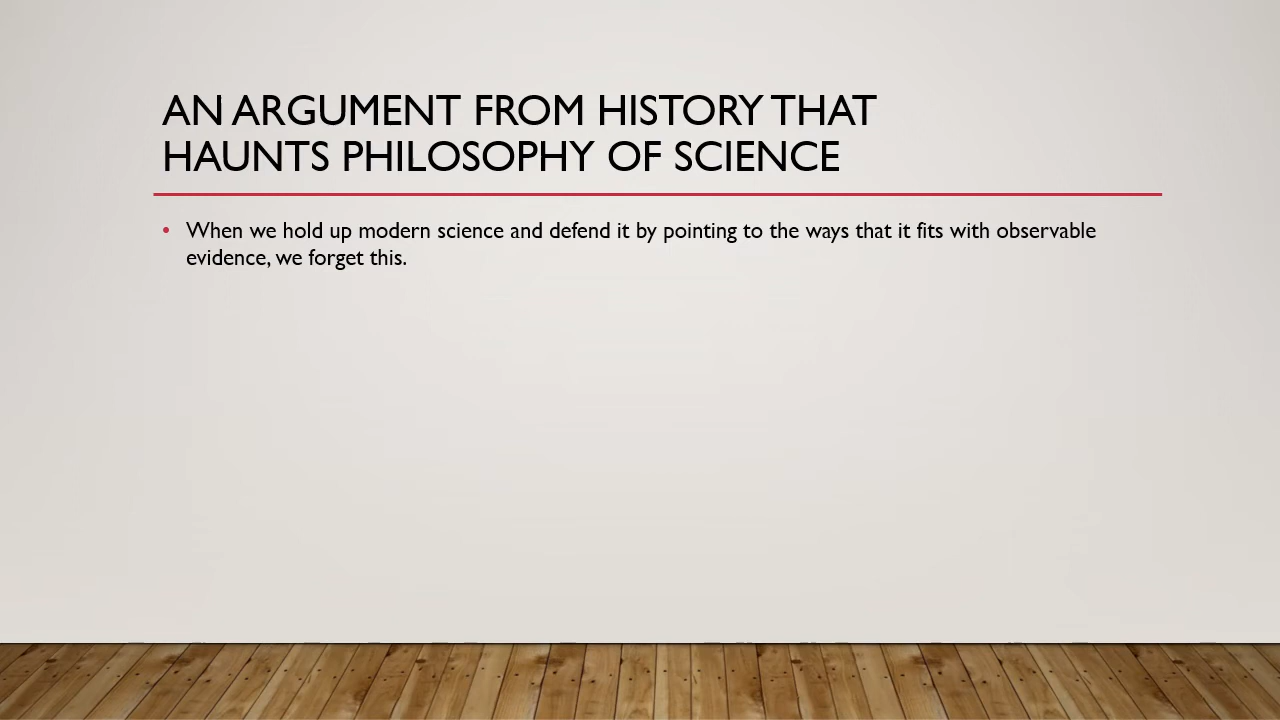 AN ARGUMENT FROM HISTORY THAT
HAUNTS PHILOSOPHY OF SCIENCE
• When we hold up modern science and defend it by pointing to the ways that it fits with observable
evidence, we forget this.